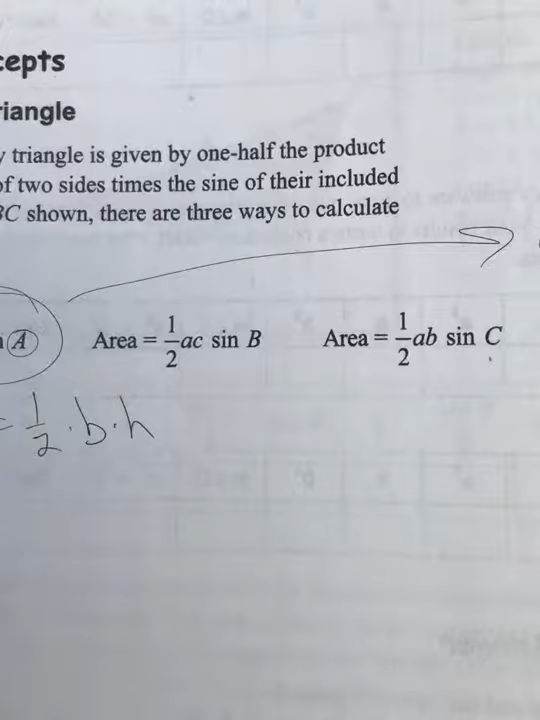 cepts
riangle
y triangle is given by one-half the product
of two sides times the sine of their included
BC shown, there are three ways to calculate
A Area = 1/2 ac sin B Area = 1/2 ab sin C
= 1/2 · b · h